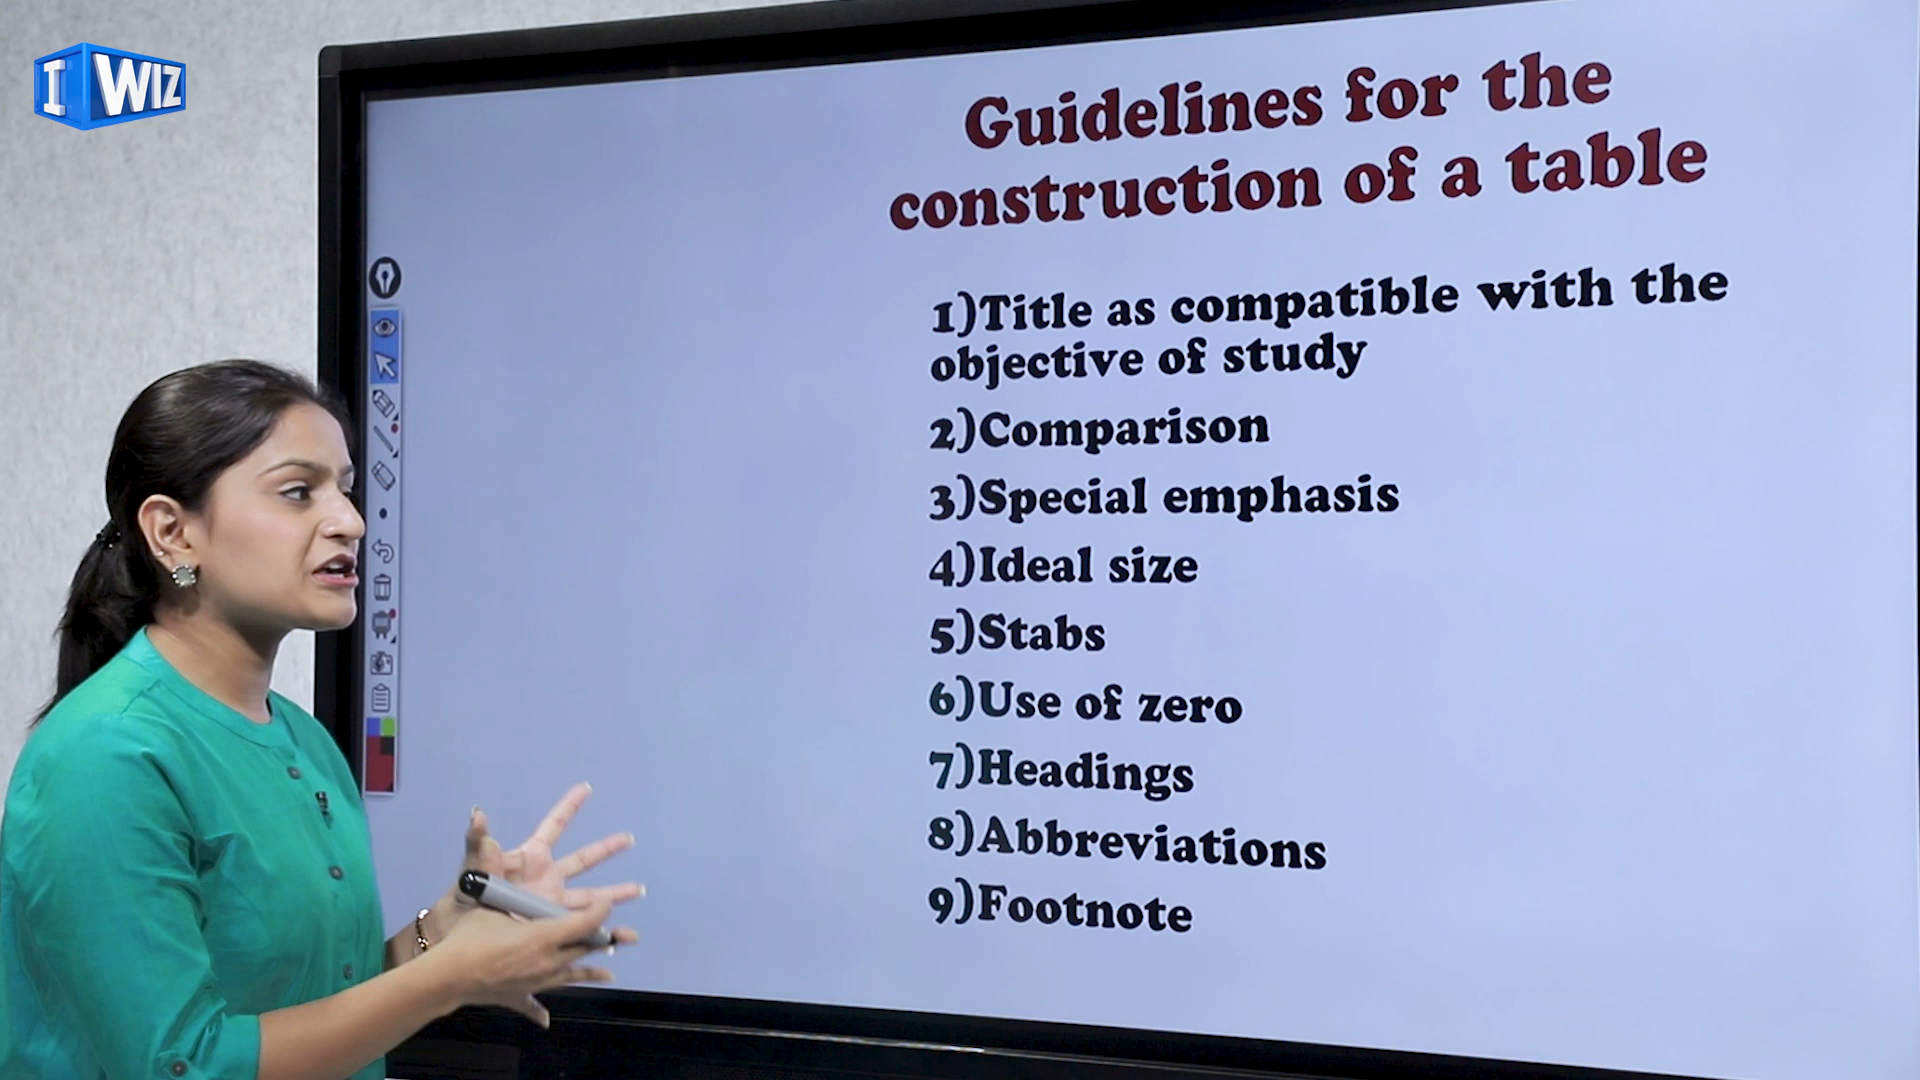 I WIZ
Guidelines for the
construction of a table
1)Title as compatible with the
objective of study
2)Comparison
3)Special emphasis
4)Ideal size
5)Stabs
6)Use of zero
7)Headings
8)Abbreviations
9)Footnote